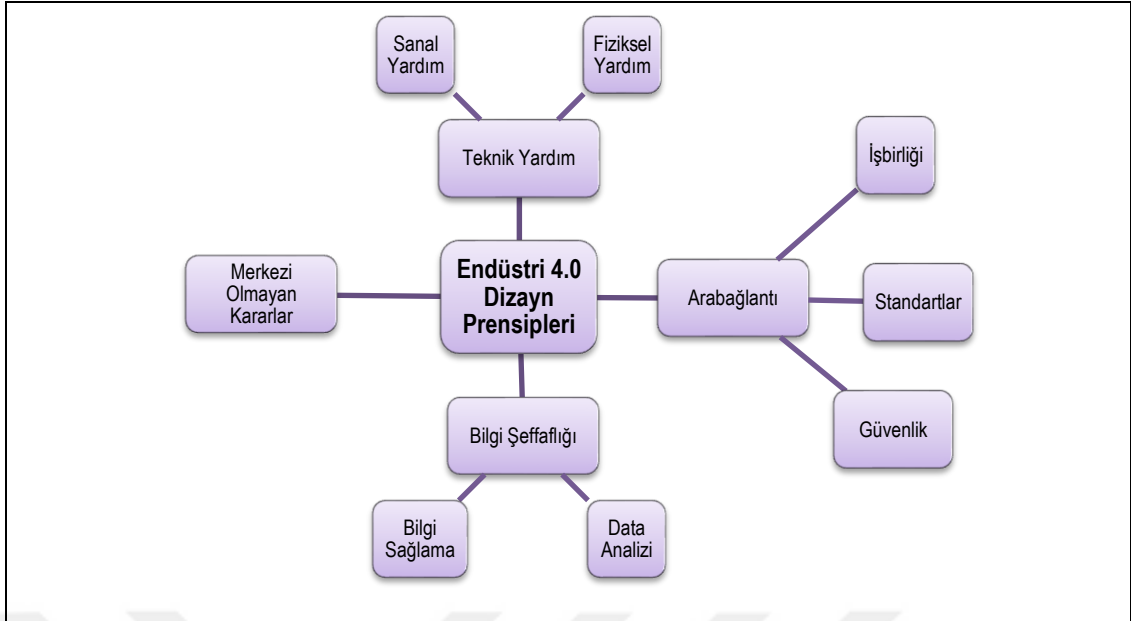 Sanal
Yardım
Fiziksel
Yardım
Teknik Yardım
İşbirliği
Merkezi
Olmayan
Kararlar
Endüstri 4.0
Dizayn
Prensipleri
Arabağlantı
Standartlar
Bilgi Şeffaflığı
Güvenlik
Bilgi
Sağlama
Data
Analizi